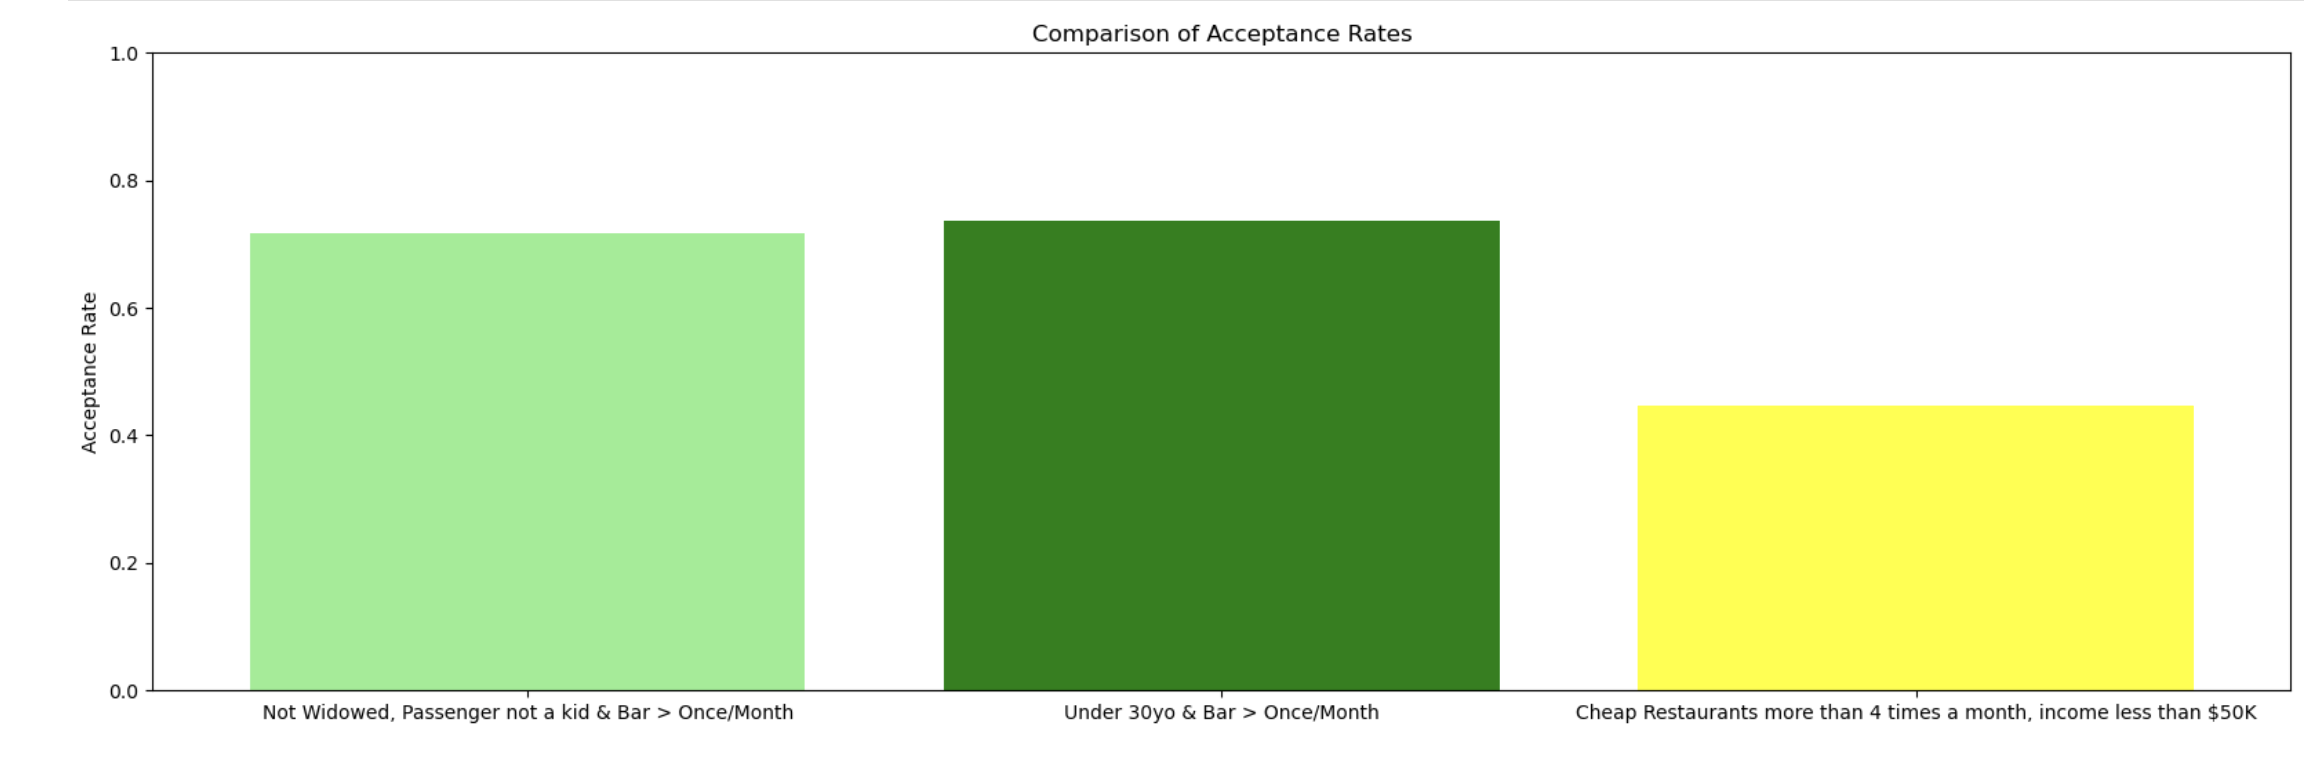 Comparison of Acceptance Rates
1.0
0.8
0.6
0.4
0.2
0.0
Acceptance Rate
Not Widowed, Passenger not a kid & Bar > Once/Month
Under 30yo & Bar > Once/Month
Cheap Restaurants more than 4 times a month, income less than $50K